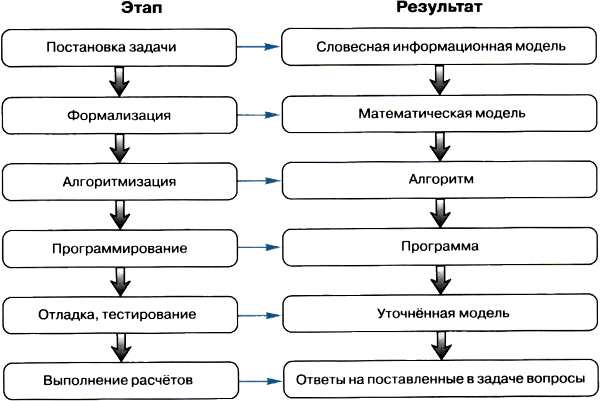 Этап
Результат
Постановка задачи
Словесная информационная модель
Формализация
Математическая модель
Алгоритмизация
Алгоритм
Программирование
Программа
Отладка, тестирование
Уточнённая модель
Выполнение расчётов
Ответы на поставленные в задаче вопросы